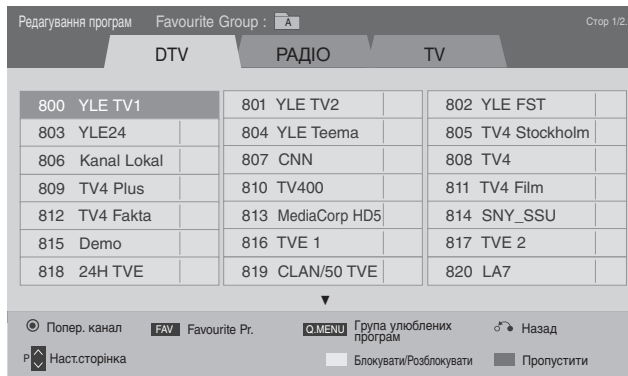 Редагування програм Favourite Group : A Стор 1/2.
DTV РАДІО TV
800 YLE TV1 801 YLE TV2 802 YLE FST
803 YLE24 804 YLE Teema 805 TV4 Stockholm
806 Kanal Lokal 807 CNN 808 TV4
809 TV4 Plus 810 TV400 811 TV4 Film
812 TV4 Fakta 813 MediaCorp HD5 814 SNY_SSU
815 Demo 816 TVE 1 817 TVE 2
818 24H TVE 819 CLAN/50 TVE 820 LA7
Попер. канал FAV Favourite Pr. Q.MENU Група улюблених
програм
Назад
P Наст.сторінка Блокувати/Розблокувати Пропустити